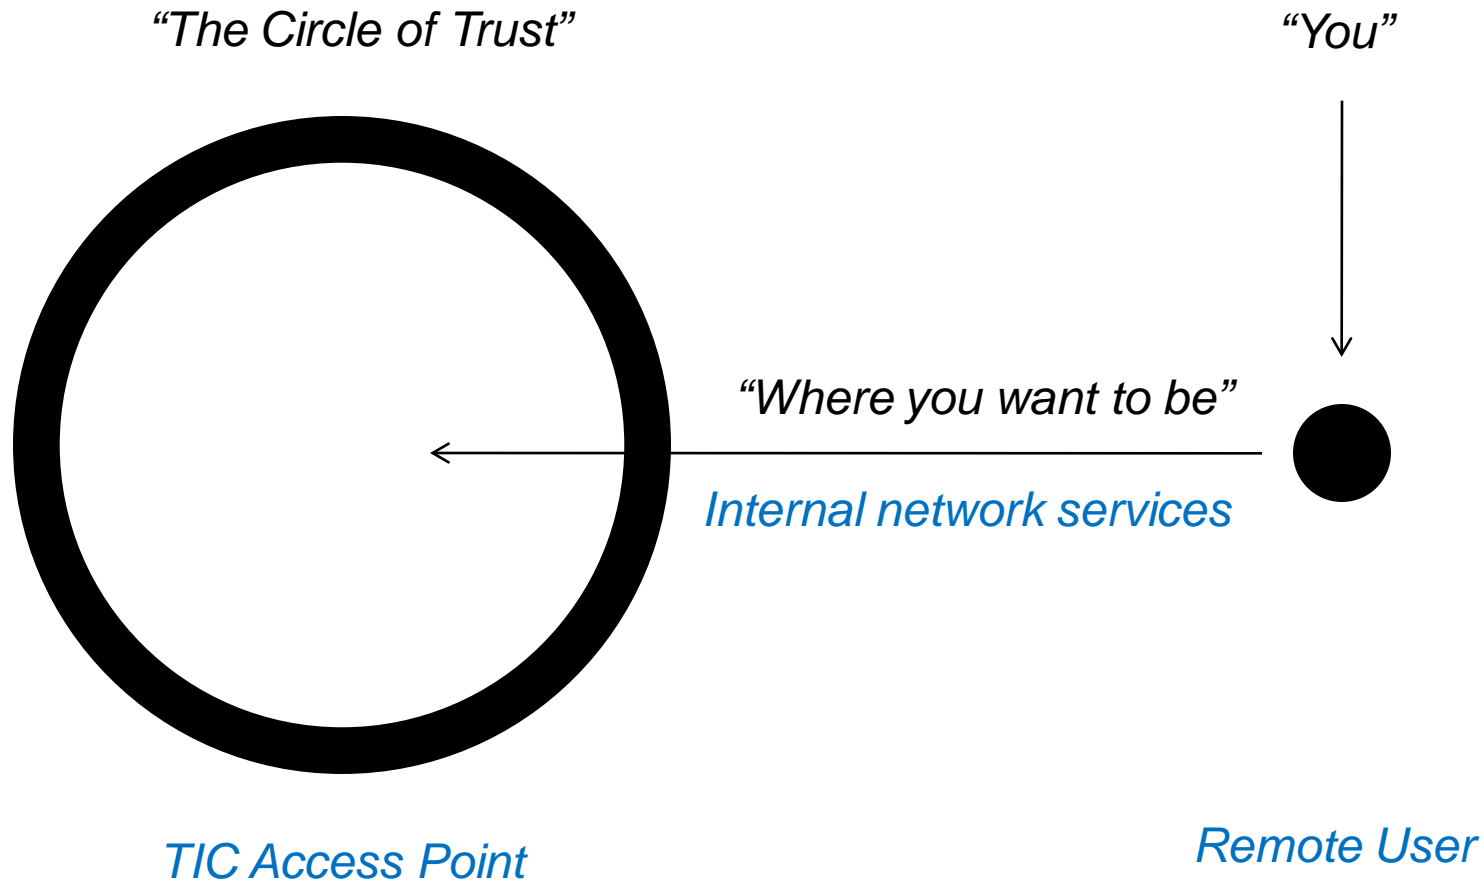 “The Circle of Trust”
“You”
“Where you want to be”
Internal network services
TIC Access Point
Remote User